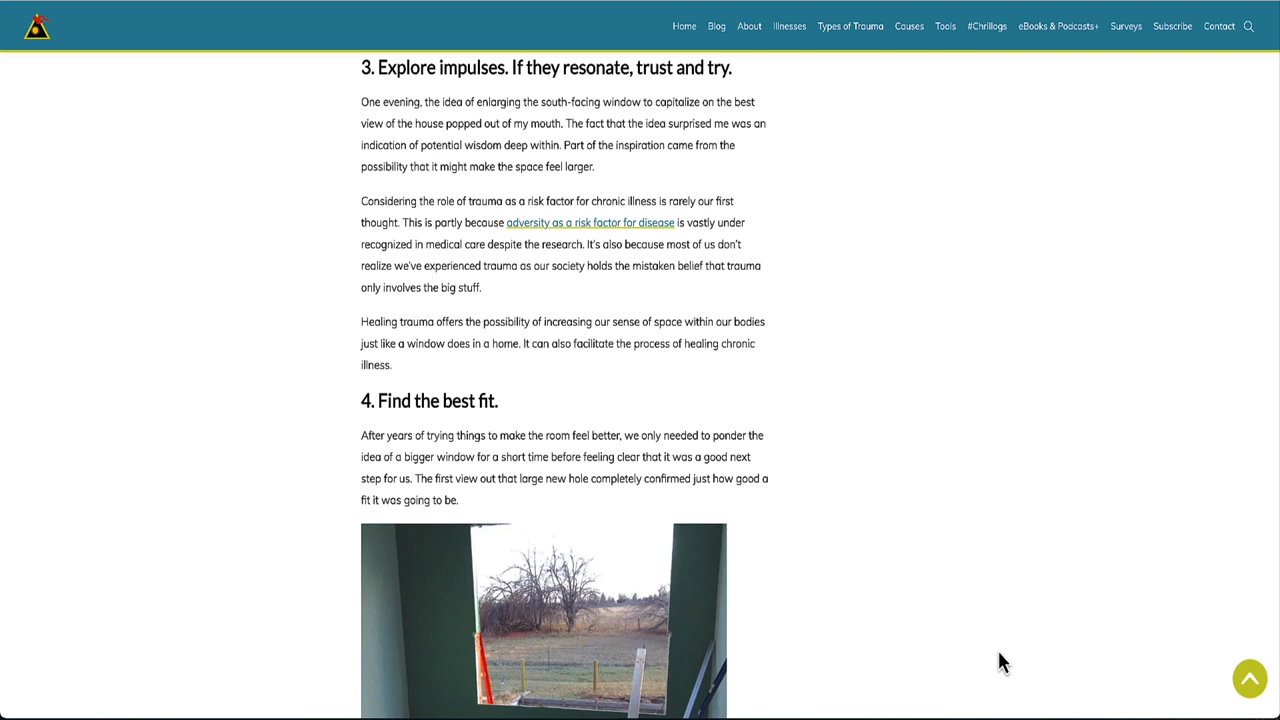 Home Blog About Illnesses Types of Trauma Causes Tools #Chrillogs eBooks & Podcasts+ Surveys Subscribe Contact
3. Explore impulses. If they resonate, trust and try.
One evening, the idea of enlarging the south-facing window to capitalize on the best
view of the house popped out of my mouth. The fact that the idea surprised me was an
indication of potential wisdom deep within. Part of the inspiration came from the
possibility that it might make the space feel larger.
Considering the role of trauma as a risk factor for chronic illness is rarely our first
thought. This is partly because adversity as a risk factor for disease is vastly under
recognized in medical care despite the research. It's also because most of us don't
realize we've experienced trauma as our society holds the mistaken belief that trauma
only involves the big stuff.
Healing trauma offers the possibility of increasing our sense of space within our bodies
just like a window does in a home. It can also facilitate the process of healing chronic
illness.
4. Find the best fit.
After years of trying things to make the room feel better, we only needed to ponder the
idea of a bigger window for a short time before feeling clear that it was a good next
step for us. The first view out that large new hole completely confirmed just how good a
fit it was going to be.